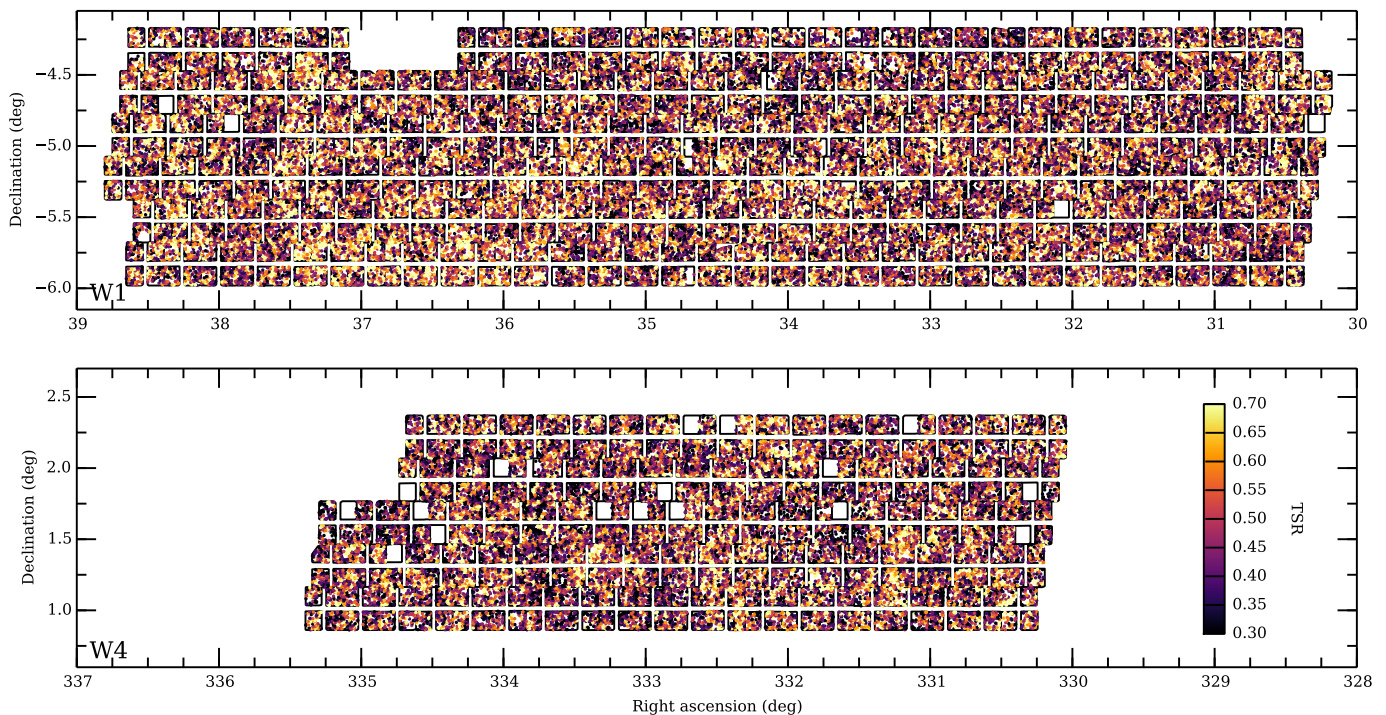 −4.5
−5.0
−5.5
−6.0
Declination (deg)
W1
39 38 37 36 35 34 33 32 31 30
2.5
2.0
1.5
1.0
Declination (deg)
W4
0.70
0.65
0.60
0.55
0.50
0.45
0.40
0.35
0.30
TSR
337 336 335 334 333 332 331 330 329 328
Right ascension (deg)